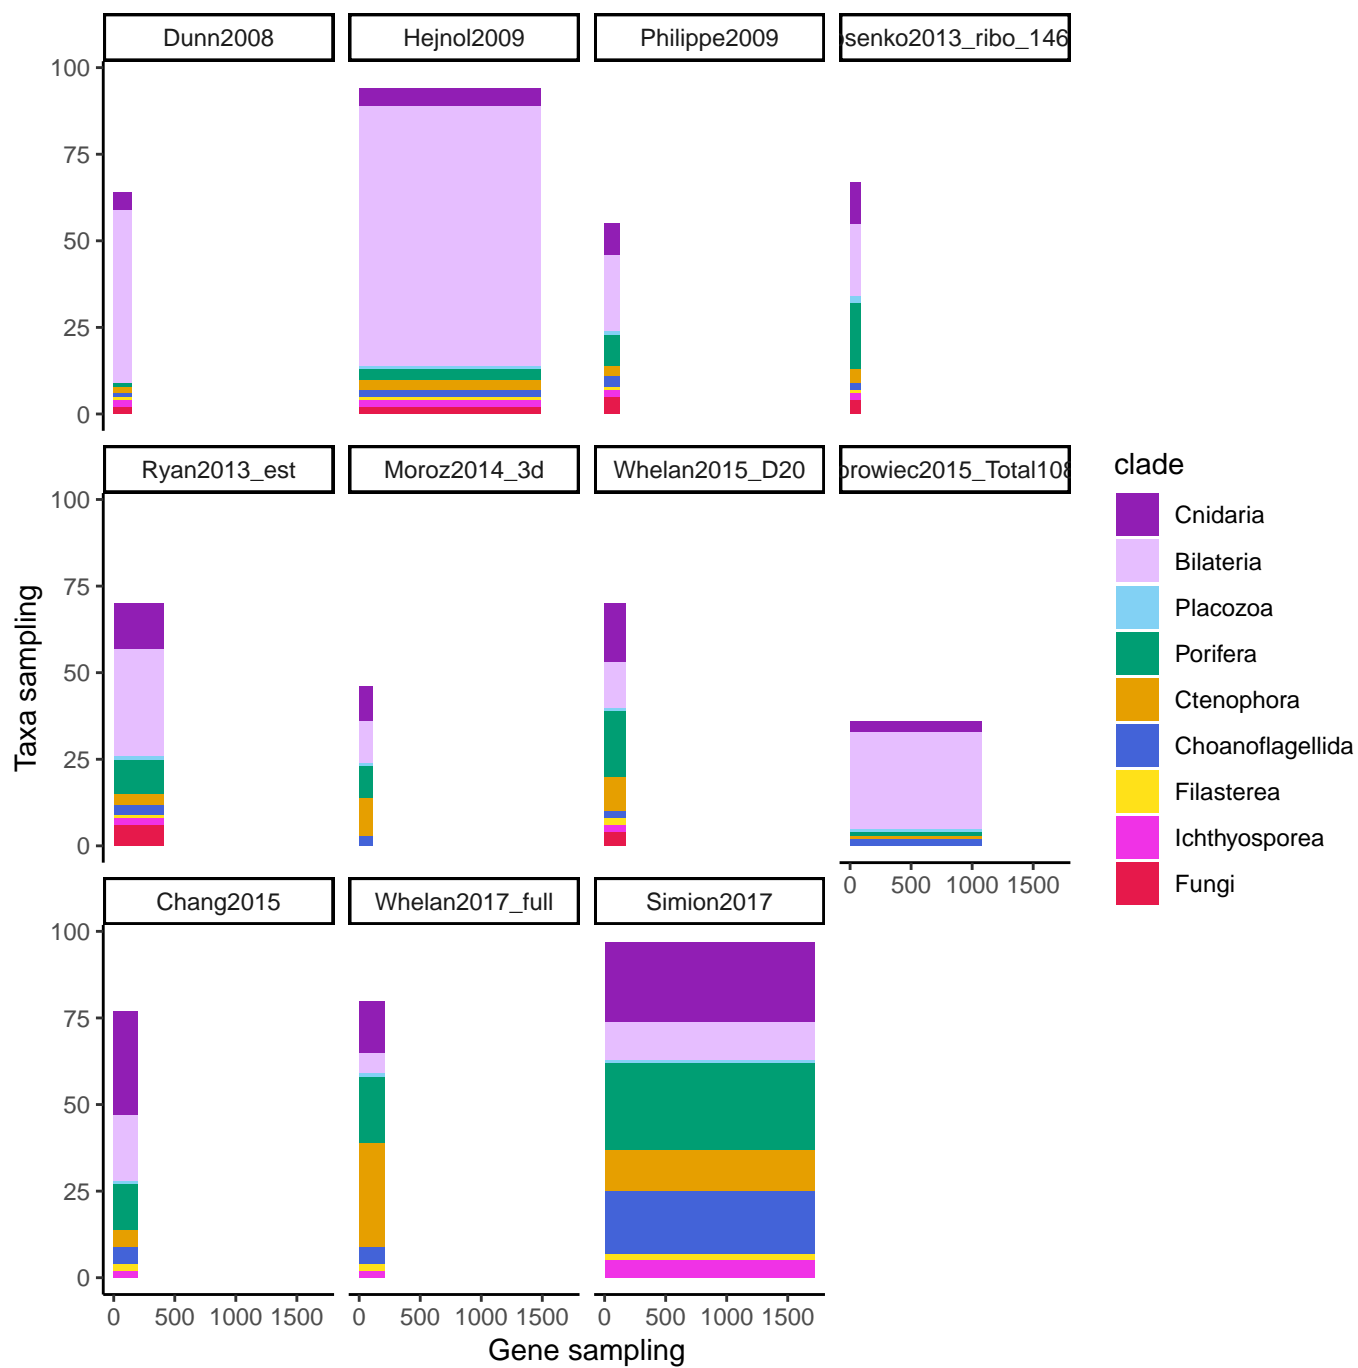 Dunn2008
Hejnol2009
Philippe2009
osenko2013_ribo_146
100
75
50
25
0
Ryan2013_est
Moroz2014_3d
Whelan2015_D20
orowiec2015_Total108
100
75
50
25
0
0 500 1000 1500
Chang2015
Whelan2017_full
Simion2017
100
75
50
25
0
0 500 1000 1500
0 500 1000 1500
0 500 1000 1500
Taxa sampling
Gene sampling
clade
Cnidaria
Bilateria
Placozoa
Porifera
Ctenophora
Choanoflagellida
Filasterea
Ichthyosporea
Fungi